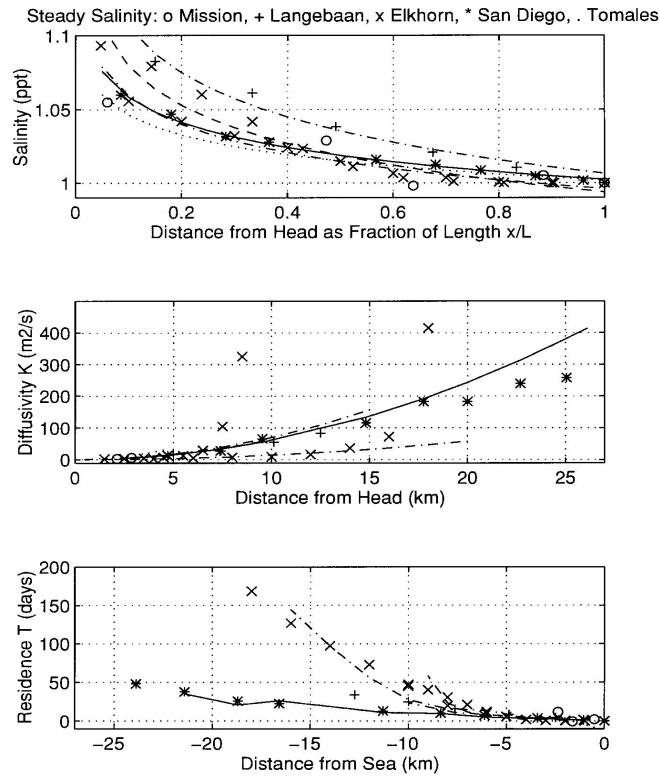 Steady Salinity: o Mission, + Langebaan, x Elkhorn, * San Diego, . Tomales
1.1
1.05
1
Salinity (ppt)
0 0.2 0.4 0.6 0.8 1
Distance from Head as Fraction of Length x/L
400
300
200
100
0
Diffusivity K (m2/s)
0 5 10 15 20 25
Distance from Head (km)
200
150
100
50
0
Residence T (days)
−25 −20 −15 −10 −5 0
Distance from Sea (km)